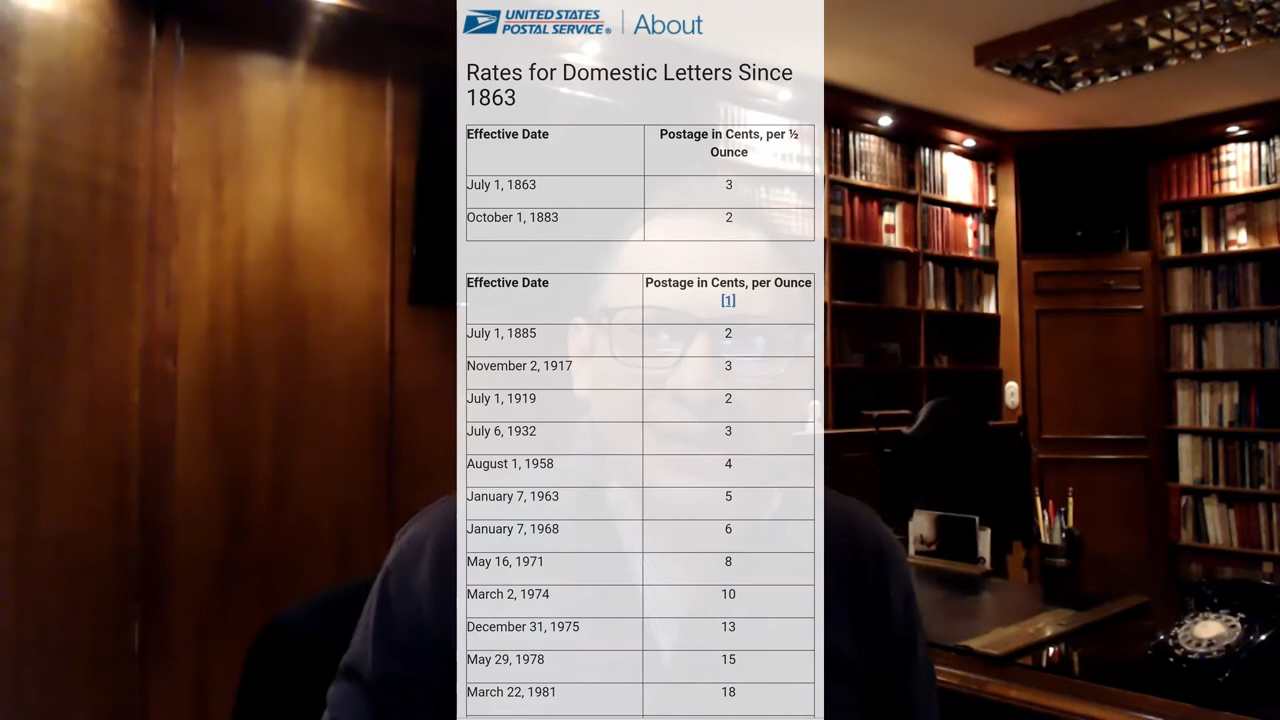 UNITED STATES
POSTAL SERVICE® | About
Rates for Domestic Letters Since
1863
Effective Date Postage in Cents, per ½
Ounce
July 1, 1863 3
October 1, 1883 2
Effective Date Postage in Cents, per Ounce
[1]
July 1, 1885 2
November 2, 1917 3
July 1, 1919 2
July 6, 1932 3
August 1, 1958 4
January 7, 1963 5
January 7, 1968 6
May 16, 1971 8
March 2, 1974 10
December 31, 1975 13
May 29, 1978 15
March 22, 1981 18